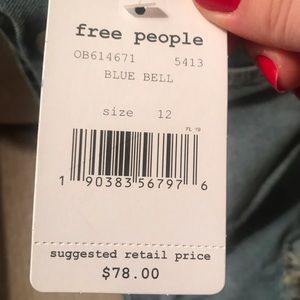 free people
OB614671 5413
BLUE BELL
size 12
FL 19
1 90383 56797 6
suggested retail price
$78.00